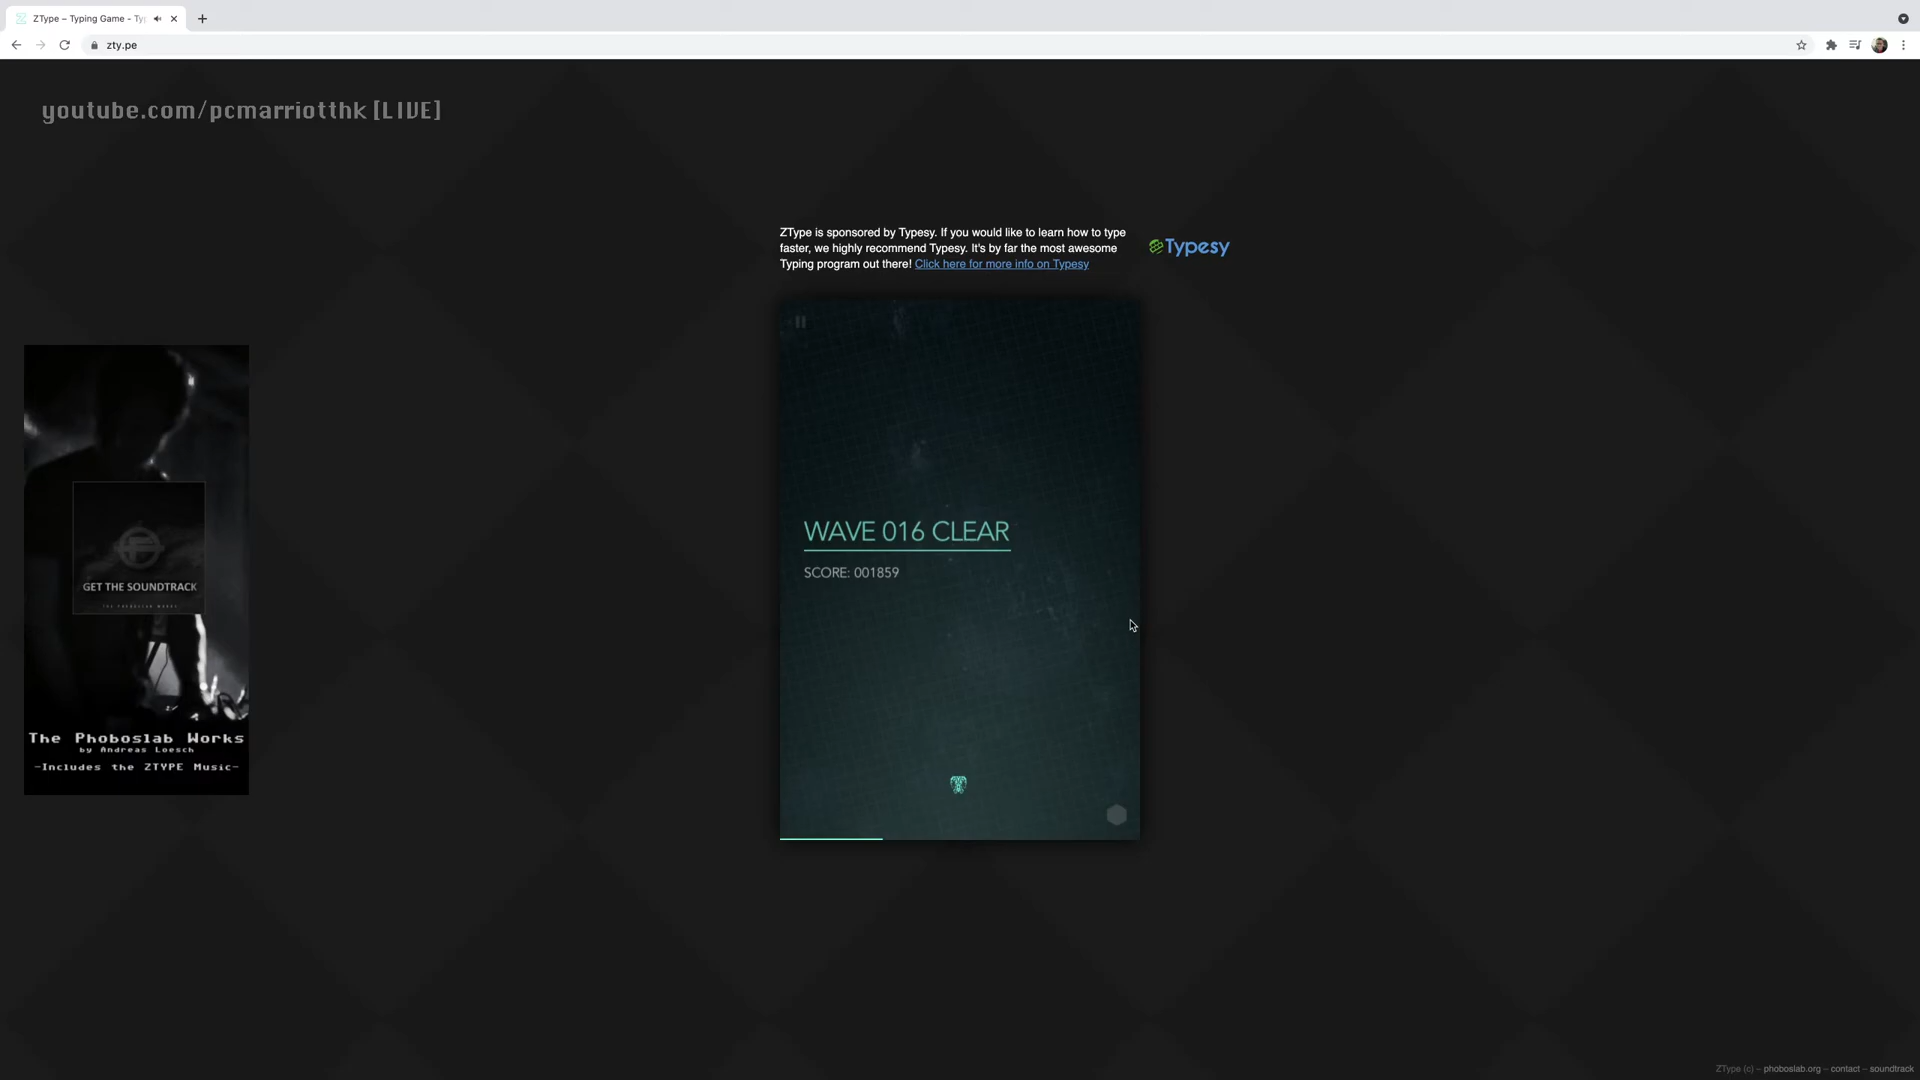 ZType – Typing Game - Ty
zty.pe
youtube.com/pcmarriotthk [LIVE]
ZType is sponsored by Typesy. If you would like to learn how to type
faster, we highly recommend Typesy. It's by far the most awesome
Typing program out there! Click here for more info on Typesy
Typesy
WAVE 016 CLEAR
SCORE: 001859
GET THE SOUNDTRACK
THE PHOBOSLAB WORKS
The Phoboslab Works
by Andreas Loesch
-Includes the ZTYPE Music-
ZType (c) – phoboslab.org – contact – soundtrack